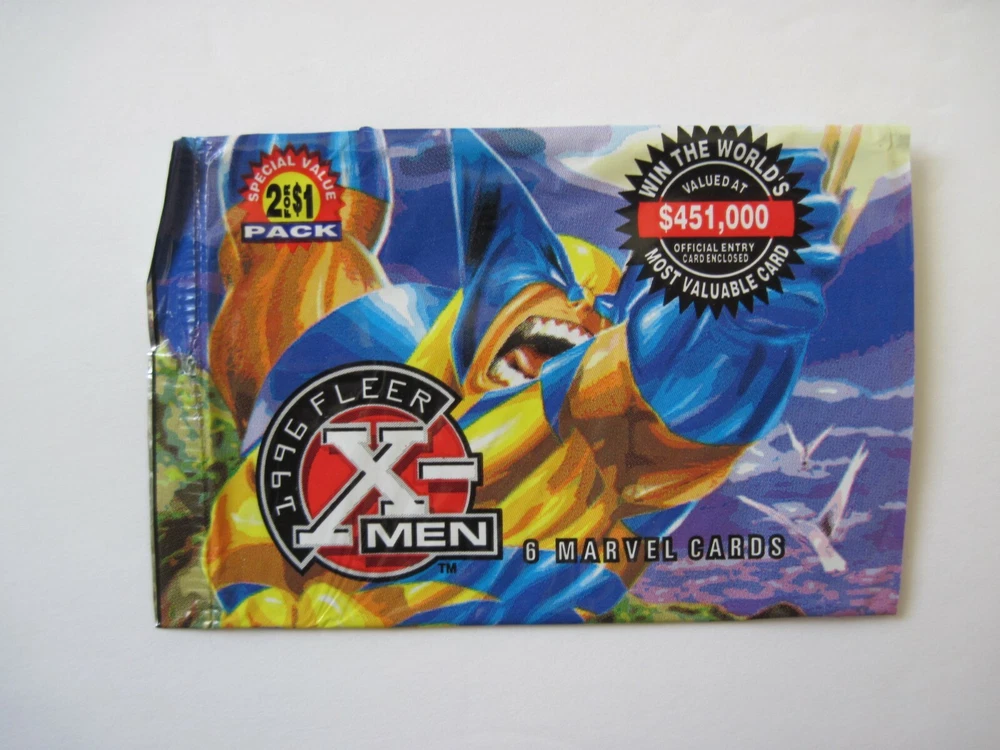 SPECIAL VALUE
2 FOR $1
PACK
WIN THE WORLD'S
VALUED AT
$451,000
OFFICIAL ENTRY
CARD ENCLOSED
MOST VALUABLE CARD
1996 FLEER
X-
MEN
TM
6 MARVEL CARDS